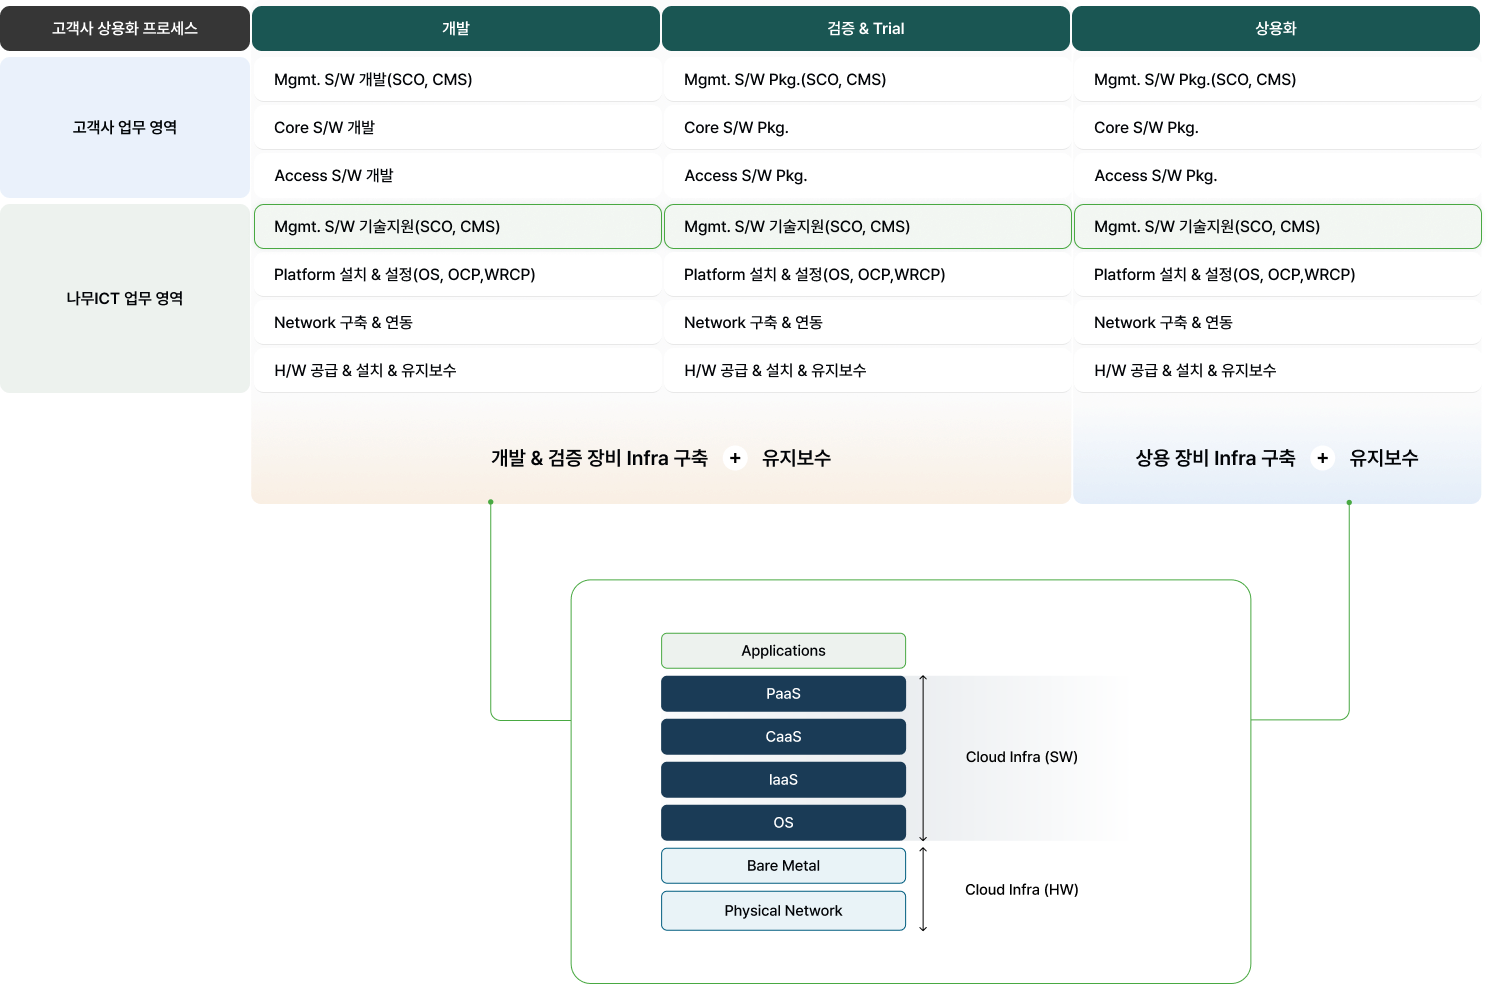 고객사 상용화 프로세스
개발
검증 & Trial
상용화
고객사 업무 영역
Mgmt. S/W 개발(SCO, CMS)
Mgmt. S/W Pkg.(SCO, CMS)
Mgmt. S/W Pkg.(SCO, CMS)
Core S/W 개발
Core S/W Pkg.
Core S/W Pkg.
Access S/W 개발
Access S/W Pkg.
Access S/W Pkg.
나무ICT 업무 영역
Mgmt. S/W 기술지원(SCO, CMS)
Mgmt. S/W 기술지원(SCO, CMS)
Mgmt. S/W 기술지원(SCO, CMS)
Platform 설치 & 설정(OS, OCP,WRCP)
Platform 설치 & 설정(OS, OCP,WRCP)
Platform 설치 & 설정(OS, OCP,WRCP)
Network 구축 & 연동
Network 구축 & 연동
Network 구축 & 연동
H/W 공급 & 설치 & 유지보수
H/W 공급 & 설치 & 유지보수
H/W 공급 & 설치 & 유지보수
개발 & 검증 장비 Infra 구축 + 유지보수
상용 장비 Infra 구축 + 유지보수
Applications
PaaS
CaaS
IaaS
OS
Cloud Infra (SW)
Bare Metal
Physical Network
Cloud Infra (HW)